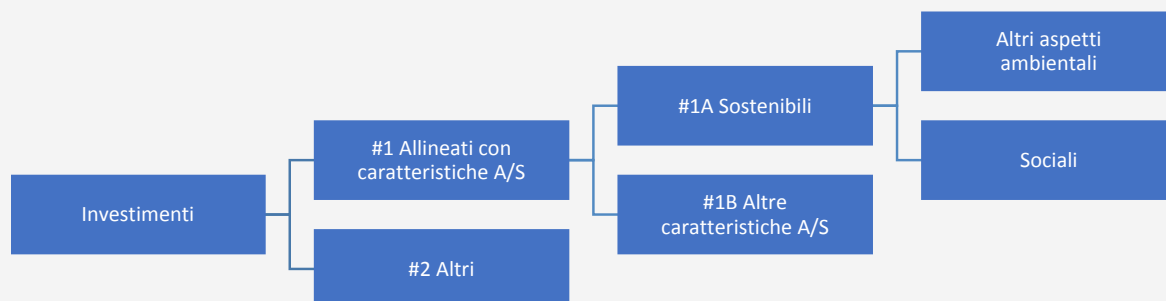 Investimenti
#1 Allineati con
caratteristiche A/S
#2 Altri
#1A Sostenibili
#1B Altre
caratteristiche A/S
Altri aspetti
ambientali
Sociali